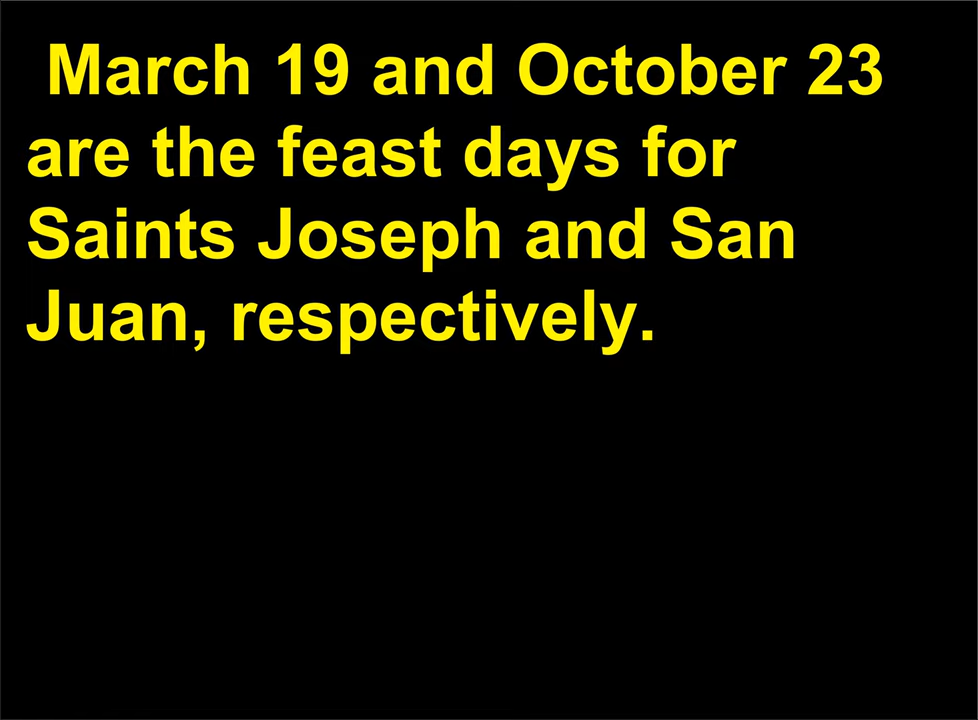 March 19 and October 23
are the feast days for
Saints Joseph and San
Juan, respectively.